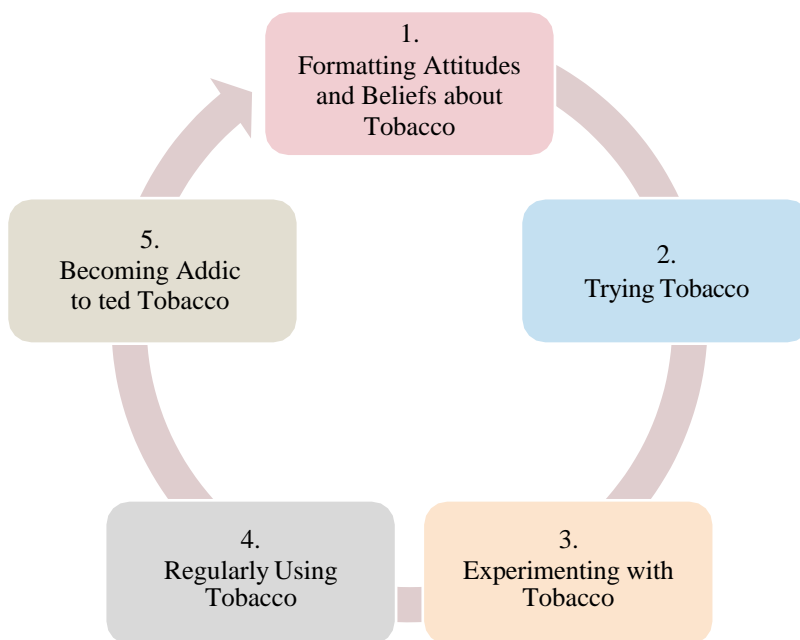 1.
Formatting Attitudes
and Beliefs about
Tobacco
2.
Trying Tobacco
3.
Experimenting with
Tobacco
4.
Regularly Using
Tobacco
5.
Becoming Addic
to ted Tobacco